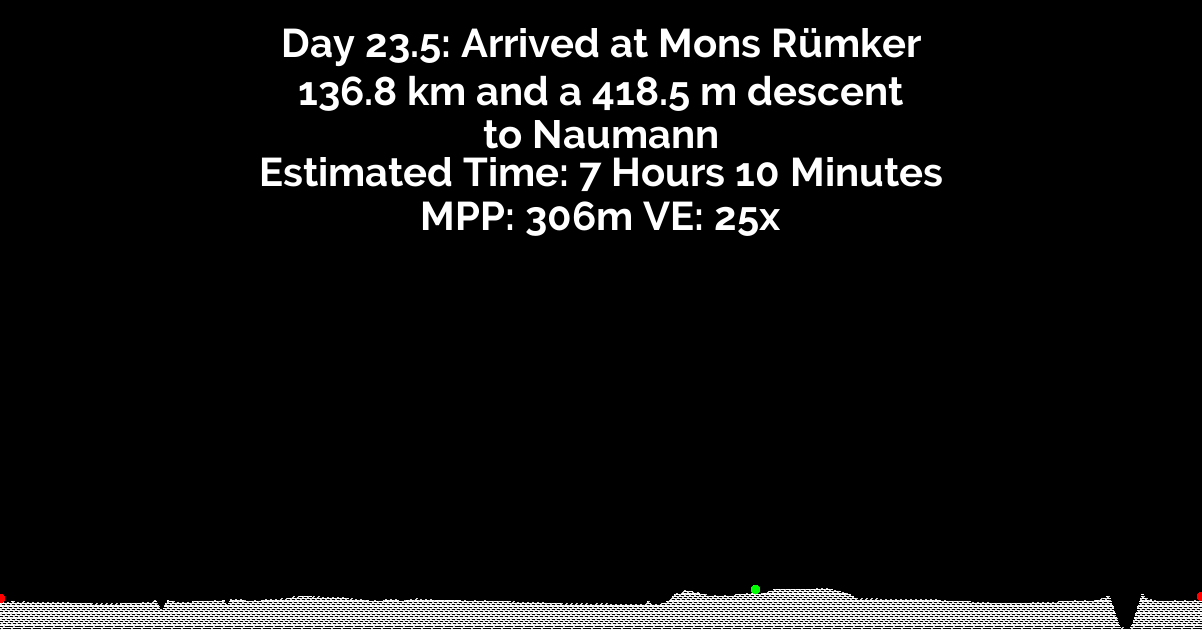 Day 23.5: Arrived at Mons Rümker
136.8 km and a 418.5 m descent
to Naumann
Estimated Time: 7 Hours 10 Minutes
MPP: 306m VE: 25x